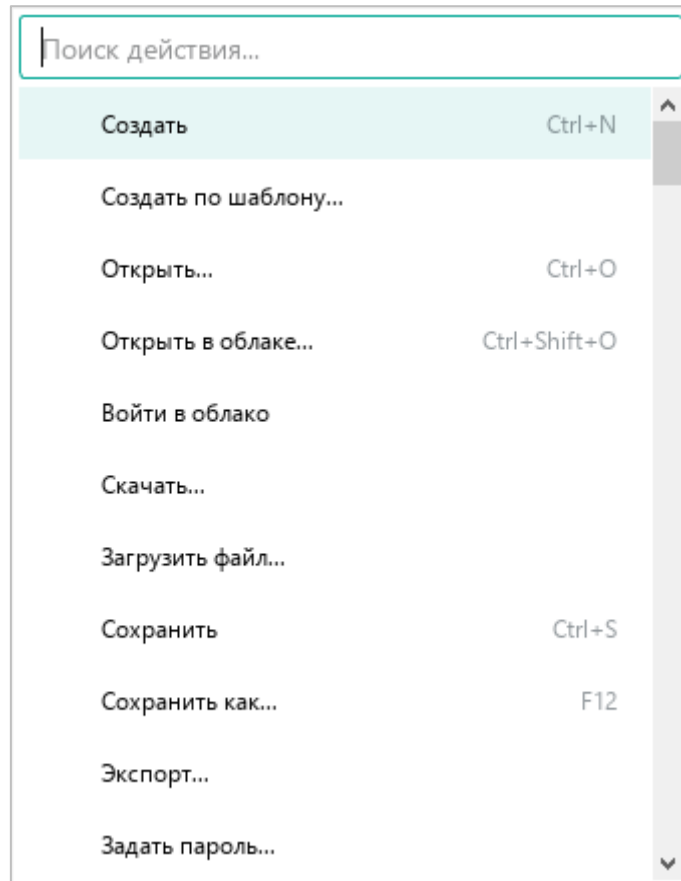 Поиск действия...
Создать Ctrl+N
Создать по шаблону...
Открыть... Ctrl+O
Открыть в облаке... Ctrl+Shift+O
Войти в облако
Скачать...
Загрузить файл...
Сохранить Ctrl+S
Сохранить как... F12
Экспорт...
Задать пароль...